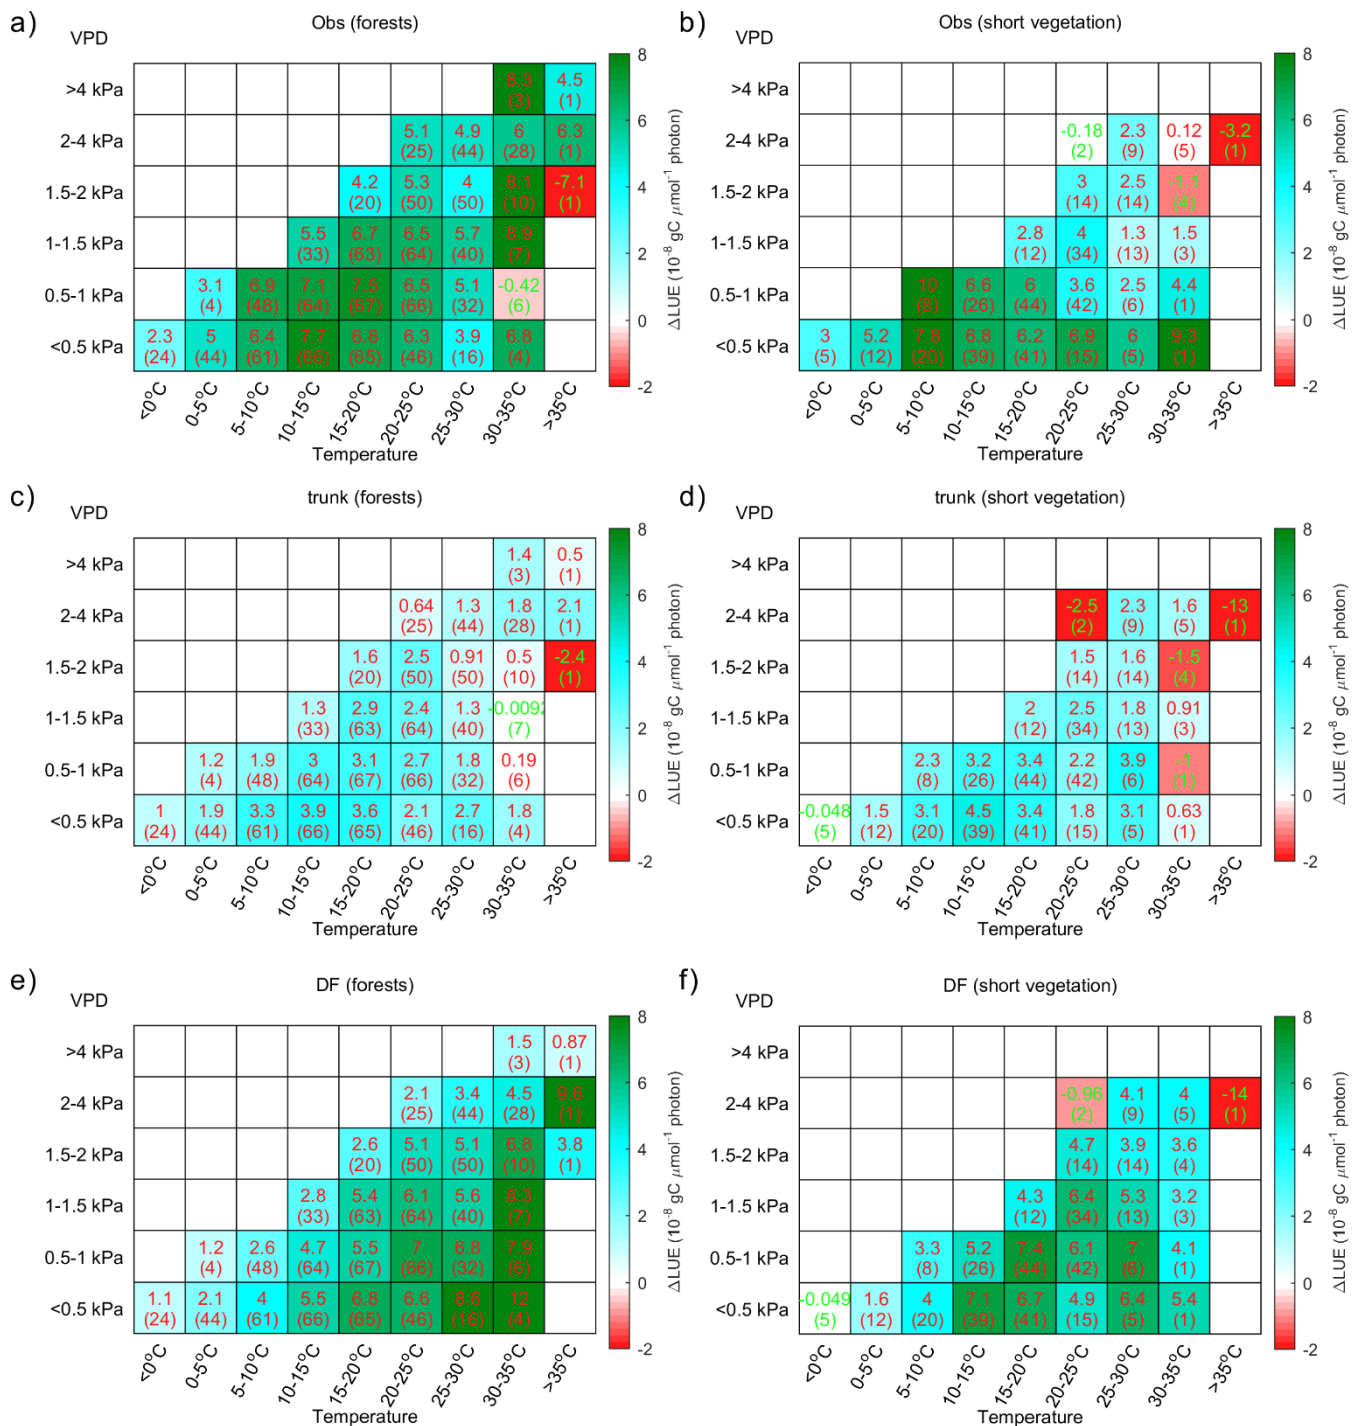 a)
Obs (forests)
VPD
>4 kPa
8.3 4.5
(3) (1)
2-4 kPa
5.1 4.9 6 6.3
(25) (44) (28) (1)
1.5-2 kPa
4.2 5.3 4 8.1 -7.1
(20) (50) (50) (10) (1)
1-1.5 kPa
5.5 6.7 6.5 5.7 8.9
(33) (63) (64) (40) (7)
0.5-1 kPa
3.1 6.9 7.1 7.5 6.5 5.1 -0.42
(4) (48) (64) (67) (66) (32) (6)
<0.5 kPa
2.3 5 6.4 7.7 6.8 6.3 3.9 6.8
(24) (44) (61) (66) (65) (46) (16) (4)
<0°C 0-5°C 5-10°C 10-15°C 15-20°C 20-25°C 25-30°C 30-35°C >35°C
Temperature
8
6
4
2
0
-2
ΔLUE (10⁻⁸ gC μmol⁻¹ photon)
b)
Obs (short vegetation)
VPD
>4 kPa
2-4 kPa
-0.18 2.3 0.12 -3.2
(2) (9) (5) (1)
1.5-2 kPa
3 2.5 -1.1
(14) (14) (4)
1-1.5 kPa
2.8 4 1.3 1.5
(12) (34) (13) (3)
0.5-1 kPa
10 6.6 6 3.6 2.5 4.4
(8) (26) (44) (42) (6) (1)
<0.5 kPa
3 5.2 7.8 6.8 6.2 6.9 6 9.3
(5) (12) (20) (39) (41) (15) (5) (1)
<0°C 0-5°C 5-10°C 10-15°C 15-20°C 20-25°C 25-30°C 30-35°C >35°C
Temperature
8
6
4
2
0
-2
ΔLUE (10⁻⁸ gC μmol⁻¹ photon)
c)
trunk (forests)
VPD
>4 kPa
1.4 0.5
(3) (1)
2-4 kPa
0.64 1.3 1.8 2.1
(25) (44) (28) (1)
1.5-2 kPa
1.6 2.5 0.91 0.5 -2.4
(20) (50) (50) (10) (1)
1-1.5 kPa
1.3 2.9 2.4 1.3 -0.0092
(33) (63) (64) (40) (7)
0.5-1 kPa
1.2 1.9 3 3.1 2.7 1.8 0.19
(4) (48) (64) (67) (66) (32) (6)
<0.5 kPa
1 1.9 3.3 3.9 3.6 2.1 2.7 1.8
(24) (44) (61) (66) (65) (46) (16) (4)
<0°C 0-5°C 5-10°C 10-15°C 15-20°C 20-25°C 25-30°C 30-35°C >35°C
Temperature
8
6
4
2
0
-2
ΔLUE (10⁻⁸ gC μmol⁻¹ photon)
d)
trunk (short vegetation)
VPD
>4 kPa
2-4 kPa
-2.5 2.3 1.6 -13
(2) (9) (5) (1)
1.5-2 kPa
1.5 1.6 -1.5
(14) (14) (4)
1-1.5 kPa
2 2.5 1.8 0.91
(12) (34) (13) (3)
0.5-1 kPa
2.3 3.2 3.4 2.2 3.9 -1
(8) (26) (44) (42) (6) (1)
<0.5 kPa
-0.048 1.5 3.1 4.5 3.4 1.8 3.1 0.63
(5) (12) (20) (39) (41) (15) (5) (1)
<0°C 0-5°C 5-10°C 10-15°C 15-20°C 20-25°C 25-30°C 30-35°C >35°C
Temperature
8
6
4
2
0
-2
ΔLUE (10⁻⁸ gC μmol⁻¹ photon)
e)
DF (forests)
VPD
>4 kPa
1.5 0.87
(3) (1)
2-4 kPa
2.1 3.4 4.5 9.6
(25) (44) (28) (1)
1.5-2 kPa
2.6 5.1 5.1 6.8 3.8
(20) (50) (50) (10) (1)
1-1.5 kPa
2.8 5.4 6.1 5.6 8.3
(33) (63) (64) (40) (7)
0.5-1 kPa
1.2 2.6 4.7 5.5 7 6.8 7.9
(4) (48) (64) (67) (66) (32) (6)
<0.5 kPa
1.1 2.1 4 5.5 6.8 6.6 8.6 12
(24) (44) (61) (66) (65) (46) (16) (4)
<0°C 0-5°C 5-10°C 10-15°C 15-20°C 20-25°C 25-30°C 30-35°C >35°C
Temperature
8
6
4
2
0
-2
ΔLUE (10⁻⁸ gC μmol⁻¹ photon)
f)
DF (short vegetation)
VPD
>4 kPa
2-4 kPa
-0.96 4.1 4 -14
(2) (9) (5) (1)
1.5-2 kPa
4.7 3.9 3.6
(14) (14) (4)
1-1.5 kPa
4.3 6.4 5.3 3.2
(12) (34) (13) (3)
0.5-1 kPa
3.3 5.2 7.4 6.1 7 4.1
(8) (26) (44) (42) (6) (1)
<0.5 kPa
-0.049 1.6 4 7.1 6.7 4.9 6.4 5.4
(5) (12) (20) (39) (41) (15) (5) (1)
<0°C 0-5°C 5-10°C 10-15°C 15-20°C 20-25°C 25-30°C 30-35°C >35°C
Temperature
8
6
4
2
0
-2
ΔLUE (10⁻⁸ gC μmol⁻¹ photon)